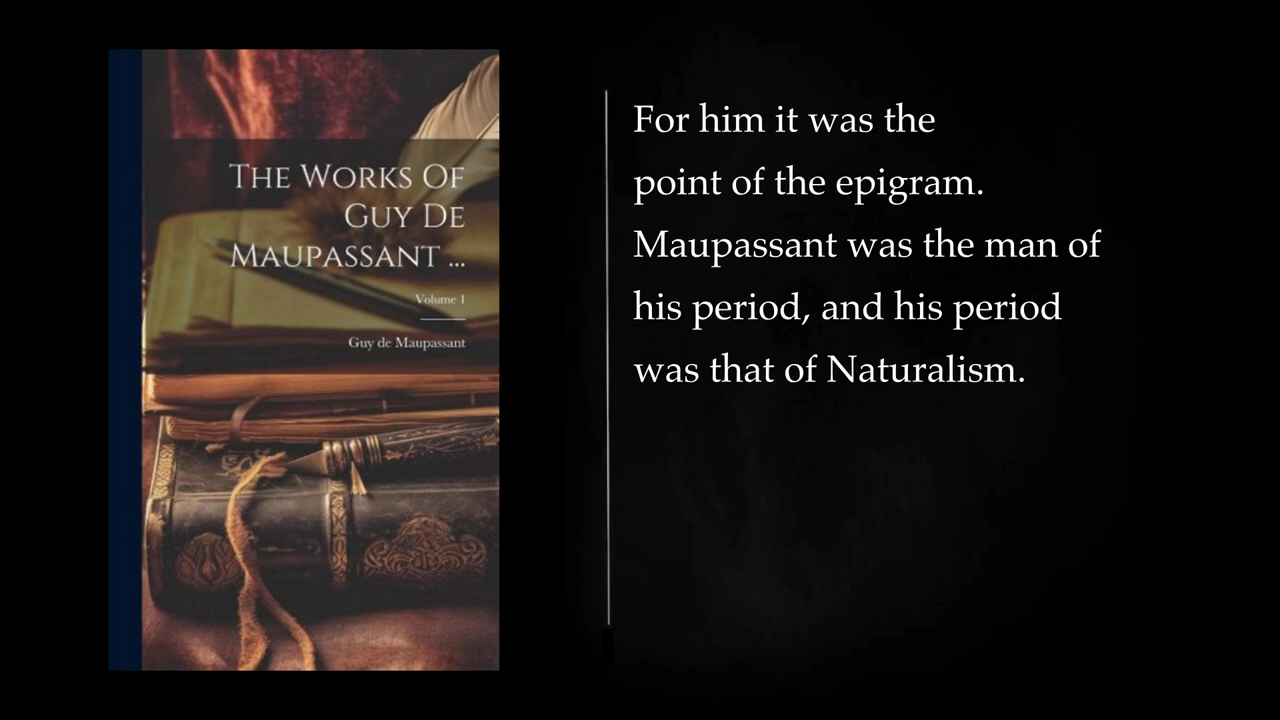 The Works Of
Guy De
Maupassant ...
Volume 1
Guy de Maupassant
For him it was the
point of the epigram.
Maupassant was the man of
his period, and his period
was that of Naturalism.